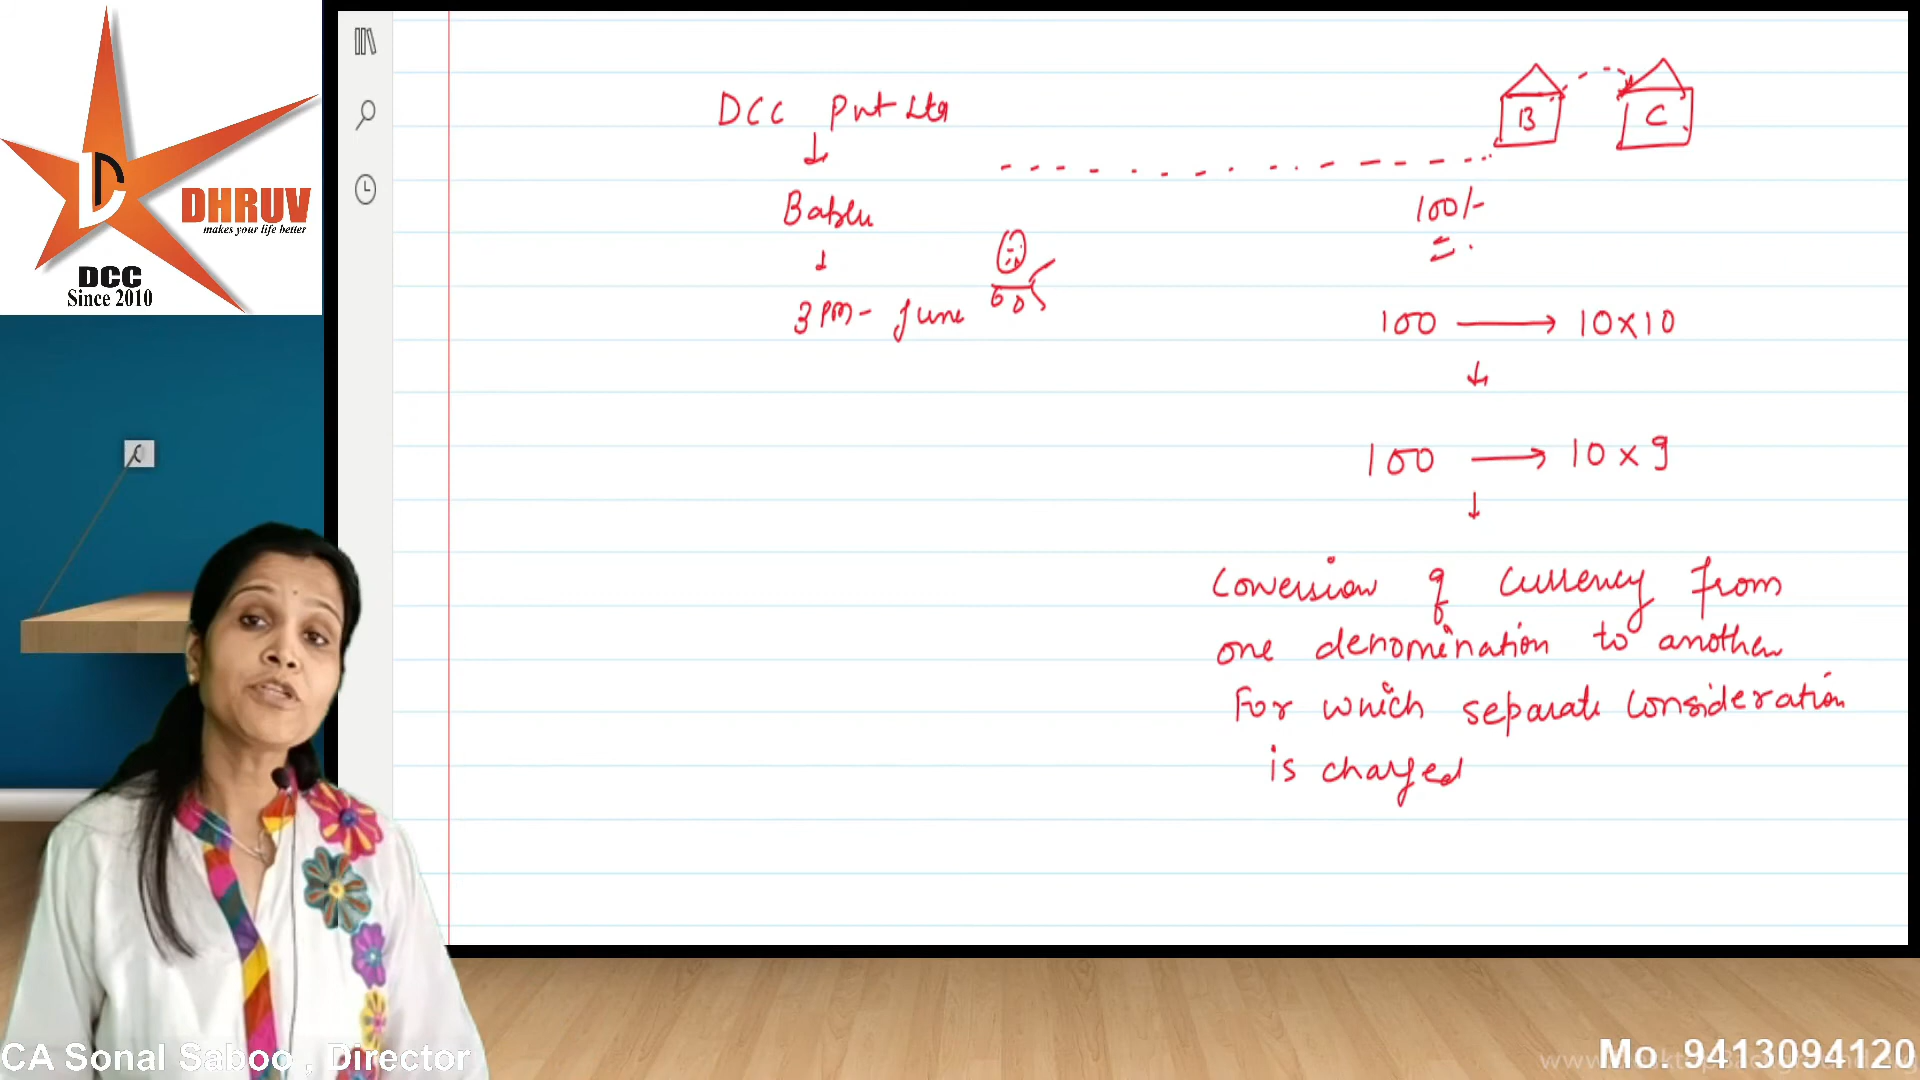 DHRUV
makes your life better
DCC
Since 2010
DCC Pvt Ltd
Bablu
3 PM - June
B
C
100/-
100 → 10×10
100 → 10×9
Conversion of currency from
one denomination to another
For which separate consideration
is charged
CA Sonal Saboo , Director
Mo. 9413094120